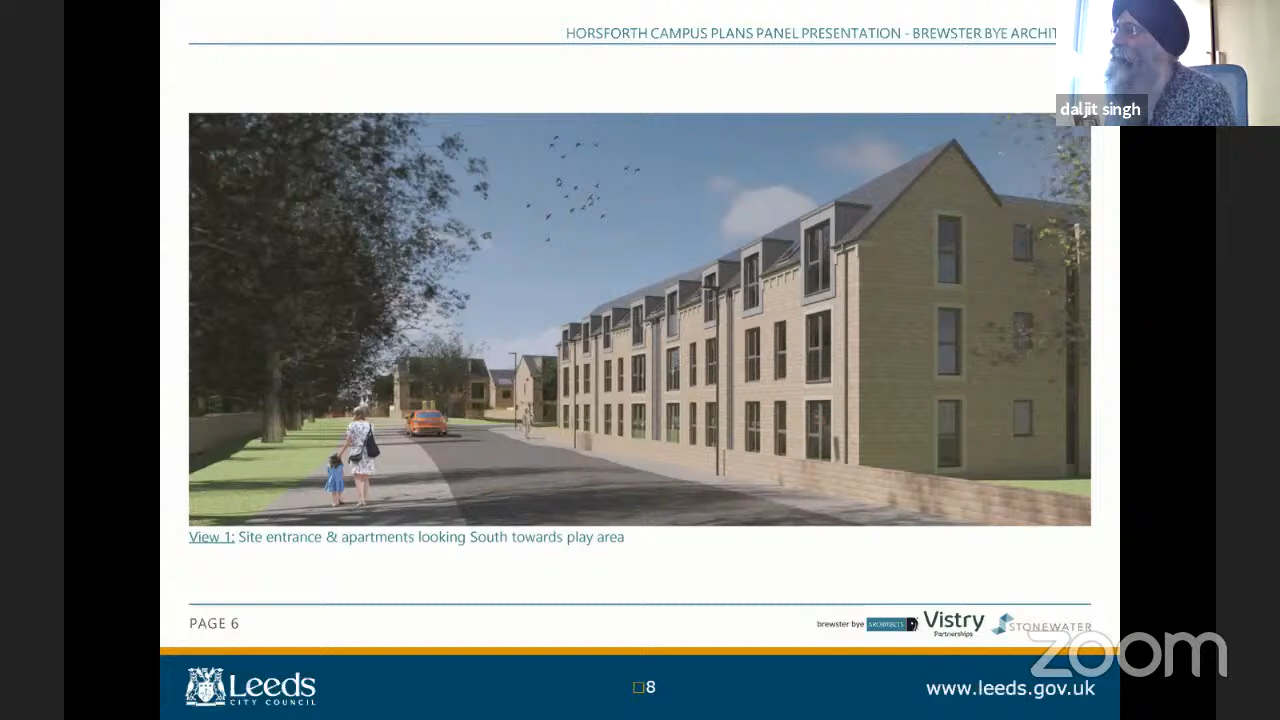 HORSFORTH CAMPUS PLANS PANEL PRESENTATION - BREWSTER BYE ARCHIT
daljit singh
View 1: Site entrance & apartments looking South towards play area
PAGE 6
brewster bye ARCHITECTS
Vistry
Partnerships
STONEWATER
zoom
Leeds
CITY COUNCIL
8
www.leeds.gov.uk